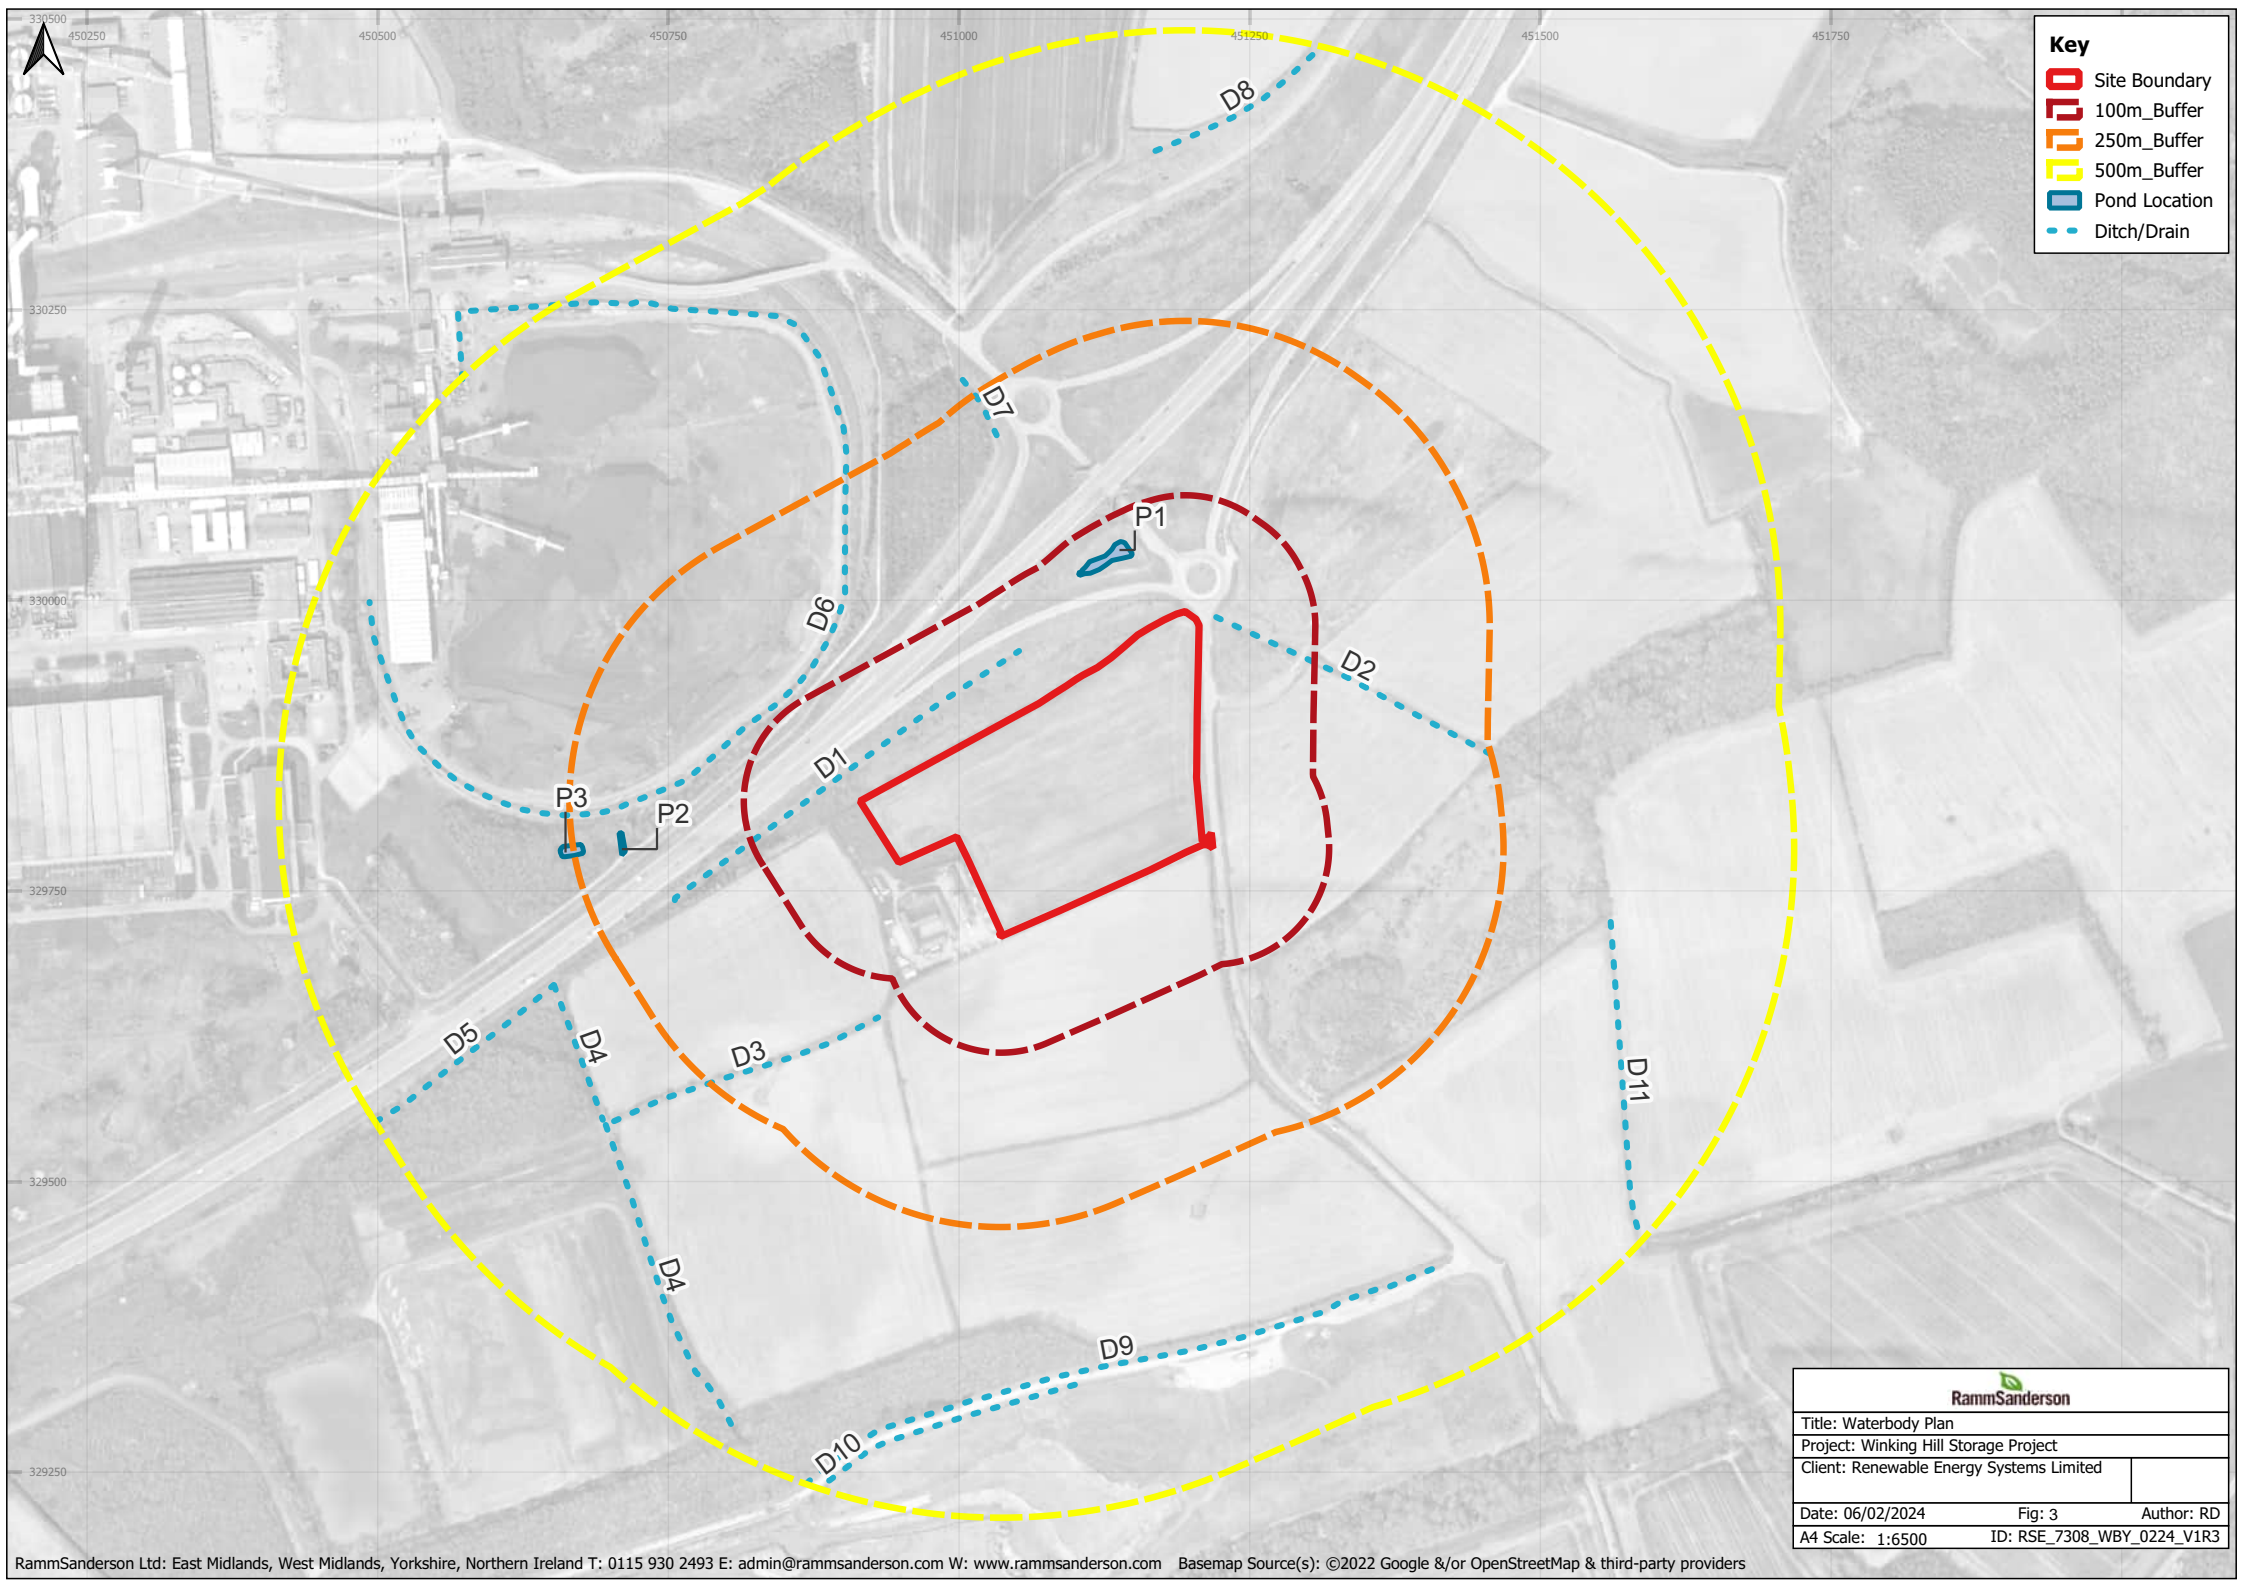 330500
450250
450500
450750
451000
451250
451500
451750
Key
Site Boundary
100m_Buffer
250m_Buffer
500m_Buffer
Pond Location
Ditch/Drain
D8
330250
D7
P1
330000
D6
D2
D1
P3
P2
329750
D5
D4
D3
D11
329500
D4
D9
D10
329250
RammSanderson
Title: Waterbody Plan
Project: Winking Hill Storage Project
Client: Renewable Energy Systems Limited
Date: 06/02/2024 Fig: 3 Author: RD
A4 Scale: 1:6500 ID: RSE_7308_WBY_0224_V1R3
RammSanderson Ltd: East Midlands, West Midlands, Yorkshire, Northern Ireland T: 0115 930 2493 E: admin@rammsanderson.com W: www.rammsanderson.com Basemap Source(s): ©2022 Google &/or OpenStreetMap & third-party providers